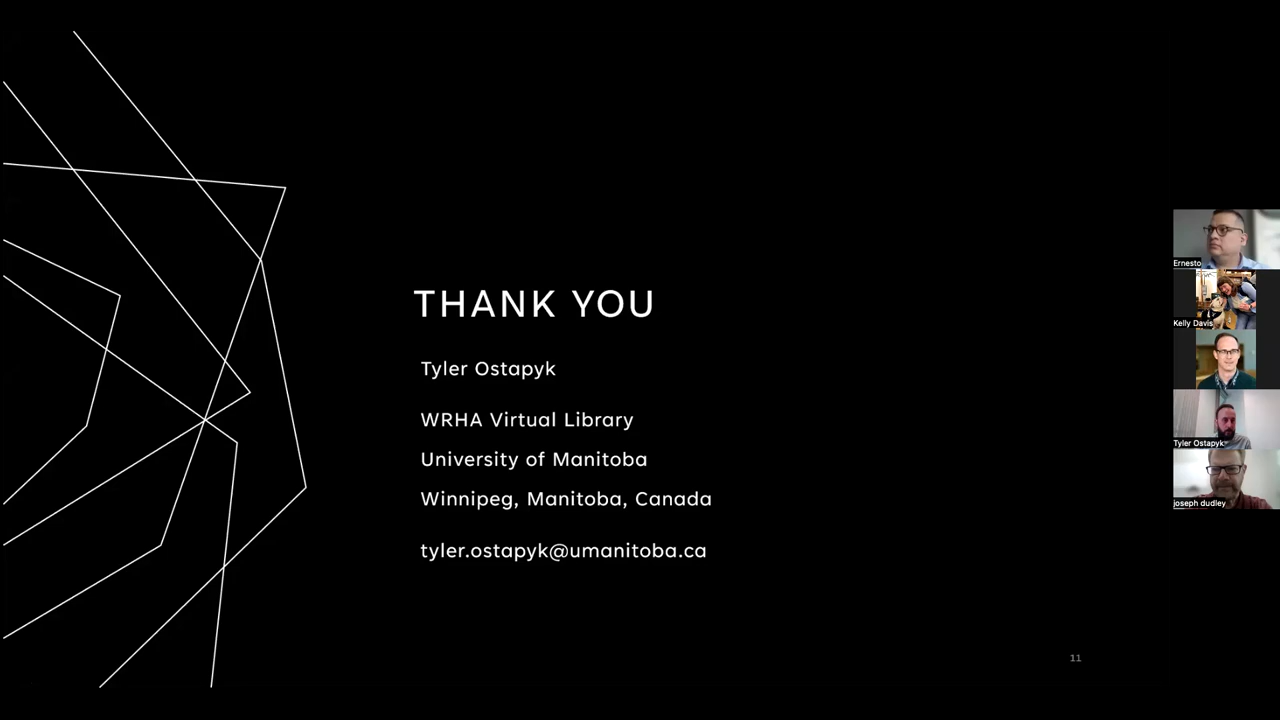 THANK YOU
Tyler Ostapyk
WRHA Virtual Library
University of Manitoba
Winnipeg, Manitoba, Canada
tyler.ostapyk@umanitoba.ca
11
Ernesto
Kelly Davis
Tyler Ostapyk
joseph dudley